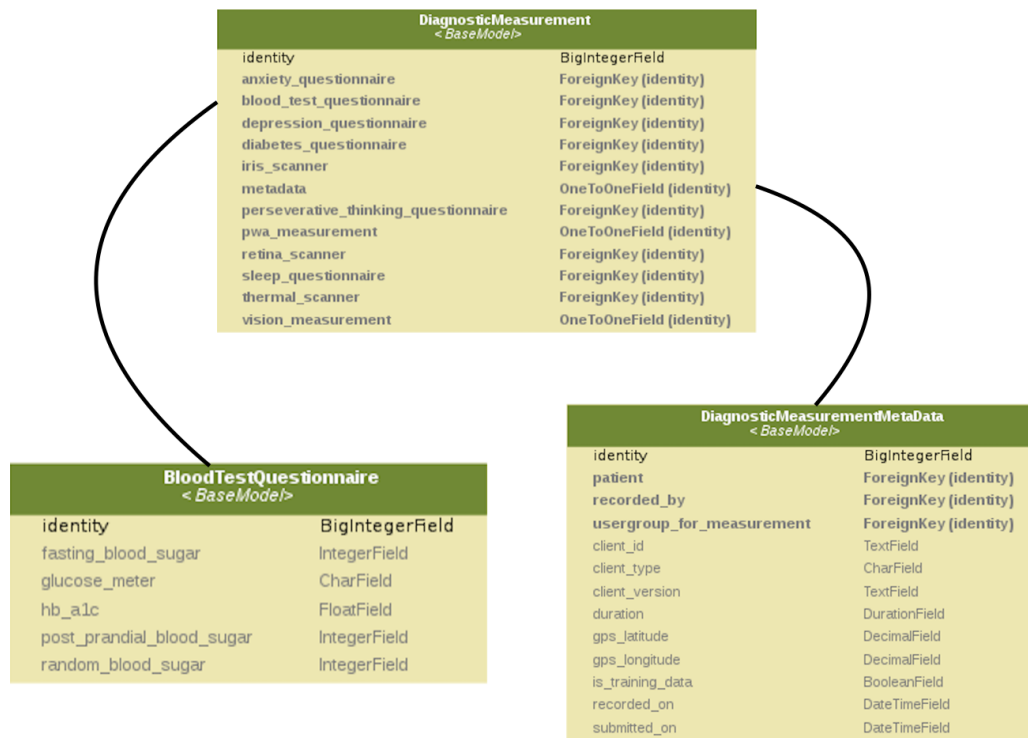 DiagnosticMeasurement
<BaseModel>
identity BigIntegerField
anxiety_questionnaire ForeignKey (identity)
blood_test_questionnaire ForeignKey (identity)
depression_questionnaire ForeignKey (identity)
diabetes_questionnaire ForeignKey (identity)
iris_scanner ForeignKey (identity)
metadata OneToOneField (identity)
perseverative_thinking_questionnaire ForeignKey (identity)
pwa_measurement OneToOneField (identity)
retina_scanner ForeignKey (identity)
sleep_questionnaire ForeignKey (identity)
thermal_scanner ForeignKey (identity)
vision_measurement OneToOneField (identity)
BloodTestQuestionnaire
<BaseModel>
identity BigIntegerField
fasting_blood_sugar IntegerField
glucose_meter CharField
hb_a1c FloatField
post_prandial_blood_sugar IntegerField
random_blood_sugar IntegerField
DiagnosticMeasurementMetaData
<BaseModel>
identity BigIntegerField
patient ForeignKey (identity)
recorded_by ForeignKey (identity)
usergroup_for_measurement ForeignKey (identity)
client_id TextField
client_type CharField
client_version TextField
duration DurationField
gps_latitude DecimalField
gps_longitude DecimalField
is_training_data BooleanField
recorded_on DateTimeField
submitted_on DateTimeField